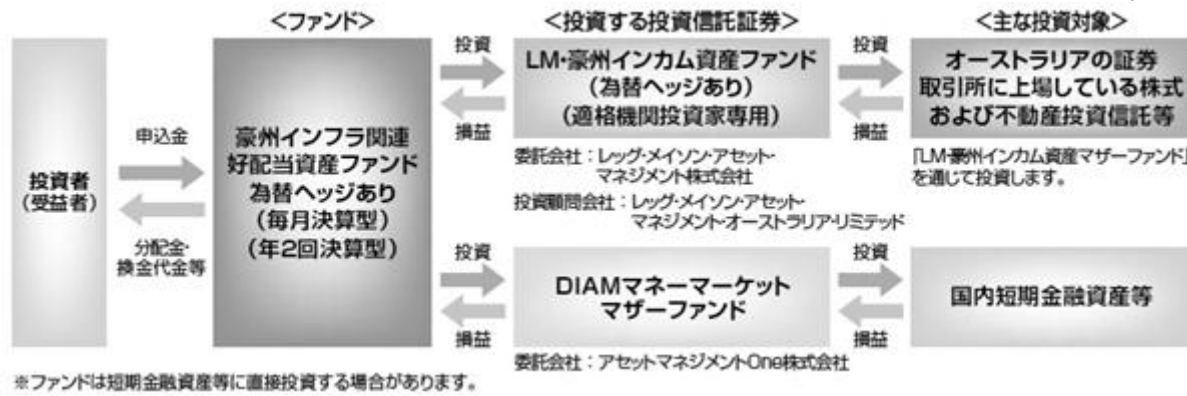 <ファンド>
<投資する投資信託証券>
<主な投資対象>
投資者
(受益者)
申込金
分配金・
換金代金等
豪州インフラ関連
好配当資産ファンド
為替ヘッジあり
(毎月決算型)
(年2回決算型)
投資
損益
LM・豪州インカム資産ファンド
(為替ヘッジあり)
(適格機関投資家専用)
委託会社：レッグ・メイソン・アセット・
マネジメント株式会社
投資顧問会社：レッグ・メイソン・アセット・
マネジメント・オーストラリア・リミテッド
投資
損益
オーストラリアの証券
取引所に上場している株式
および不動産投資信託等
「LM・豪州インカム資産マザーファンド」
を通じて投資します。
投資
損益
DIAMマネーマーケット
マザーファンド
委託会社：アセットマネジメントOne株式会社
投資
損益
国内短期金融資産等
※ファンドは短期金融資産等に直接投資する場合があります。